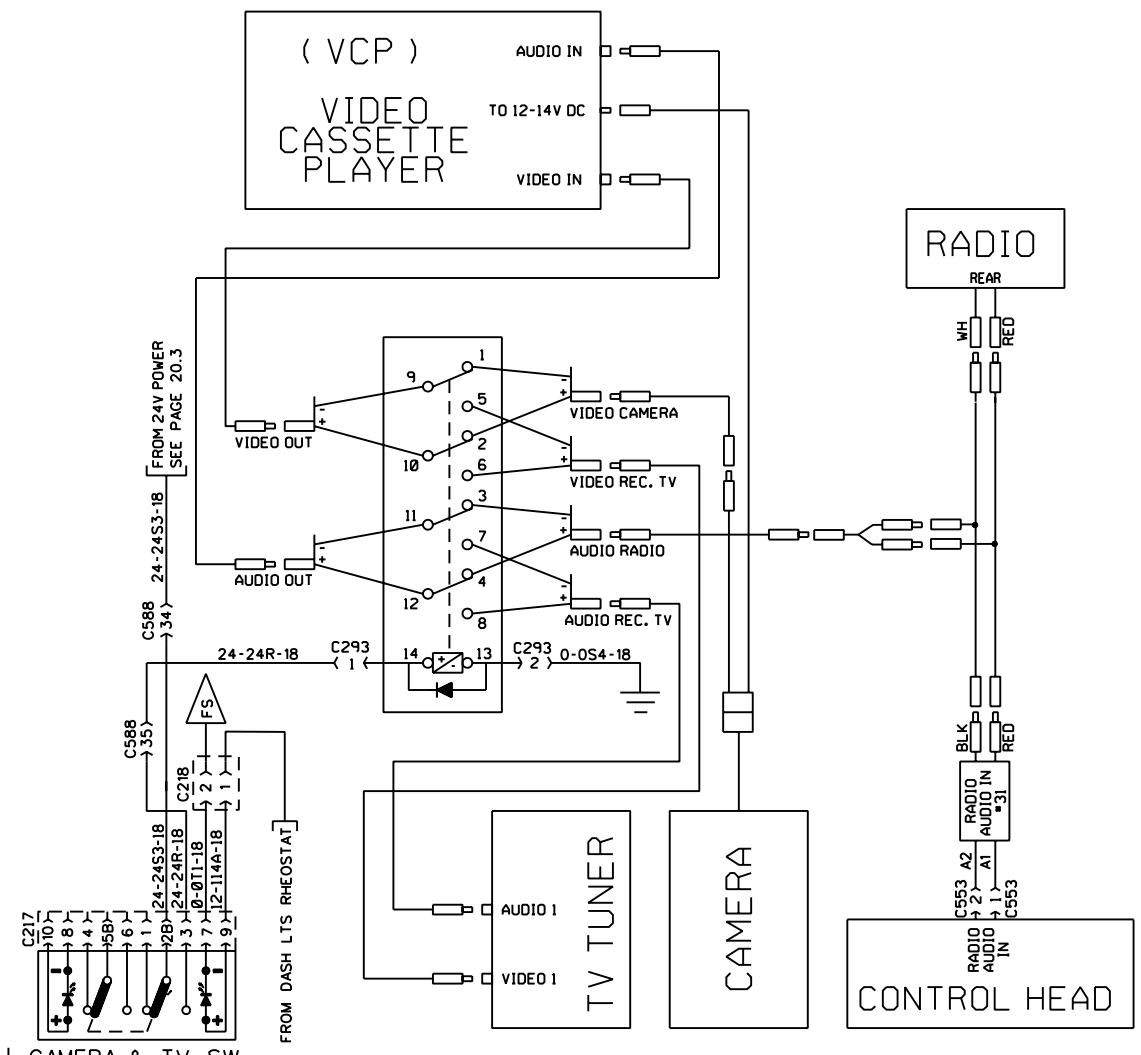 ( VCP )
VIDEO
CASSETTE
PLAYER
AUDIO IN
TO 12-14V DC
VIDEO IN
RADIO
REAR
WH
RED
FROM 24V POWER
SEE PAGE 20.3
24-24S3-18
C588
34
9
1
5
2
10
6
3
11
7
4
12
8
-
+
VIDEO OUT
-
+
AUDIO OUT
-
+
VIDEO CAMERA
-
+
VIDEO REC. TV
-
+
AUDIO RADIO
-
+
AUDIO REC. TV
24-24R-18
C293
1
14
+
-
13
C293
2
0-0S4-18
FS
C588
35
C218
2
1
BLK
RED
RADIO
AUDIO IN
#31
A2
A1
C553
2
1
C553
RADIO
AUDIO
IN
CONTROL HEAD
24-24S3-18
24-24R-18
0-0T1-18
12-114A-18
FROM DASH LTS RHEOSTAT
C217
10
8
4
5B
6
1
2B
3
7
9
-
+
-
+
CAMERA & TV SW
AUDIO 1
VIDEO 1
TV TUNER
CAMERA